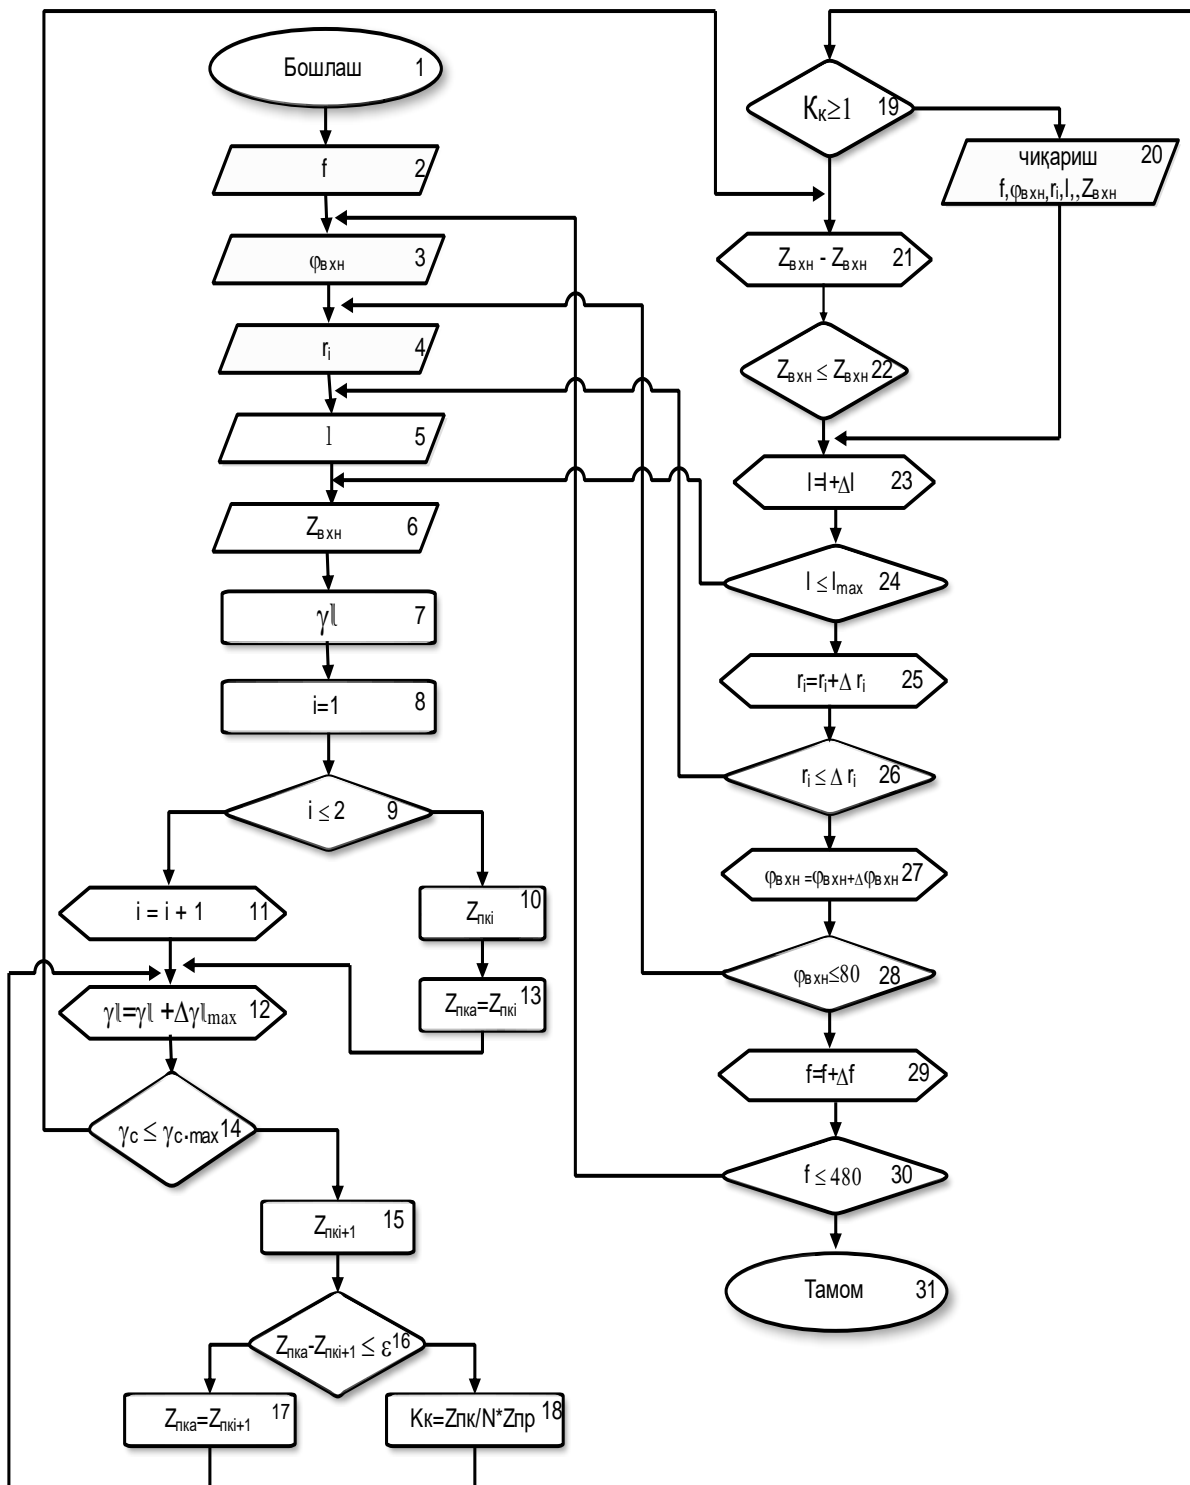 Бошлаш 1
f 2
φвхн 3
ri 4
l 5
Zвхн 6
γl 7
i=1 8
i ≤ 2 9
Zпкi 10
i = i + 1 11
γl=γl +Δγlmax 12
Zпка=Zпкi 13
γc ≤ γc·max 14
Zпкi+1 15
Zпка-Zпкi+1 ≤ ε 16
Zпка=Zпкi+1 17
Кк=Zпк/N*Zпр 18
Кк≥1 19
чиқариш 20
f,φвхн,ri,l,,Zвхн
Zвхн - Zвхн 21
Zвхн ≤ Zвхн 22
l=l+Δl 23
l ≤ lmax 24
ri=ri+Δ ri 25
ri ≤ Δ ri 26
φвхн=φвхн+Δφвхн 27
φвхн≤80 28
f=f+Δf 29
f ≤ 480 30
Тамом 31